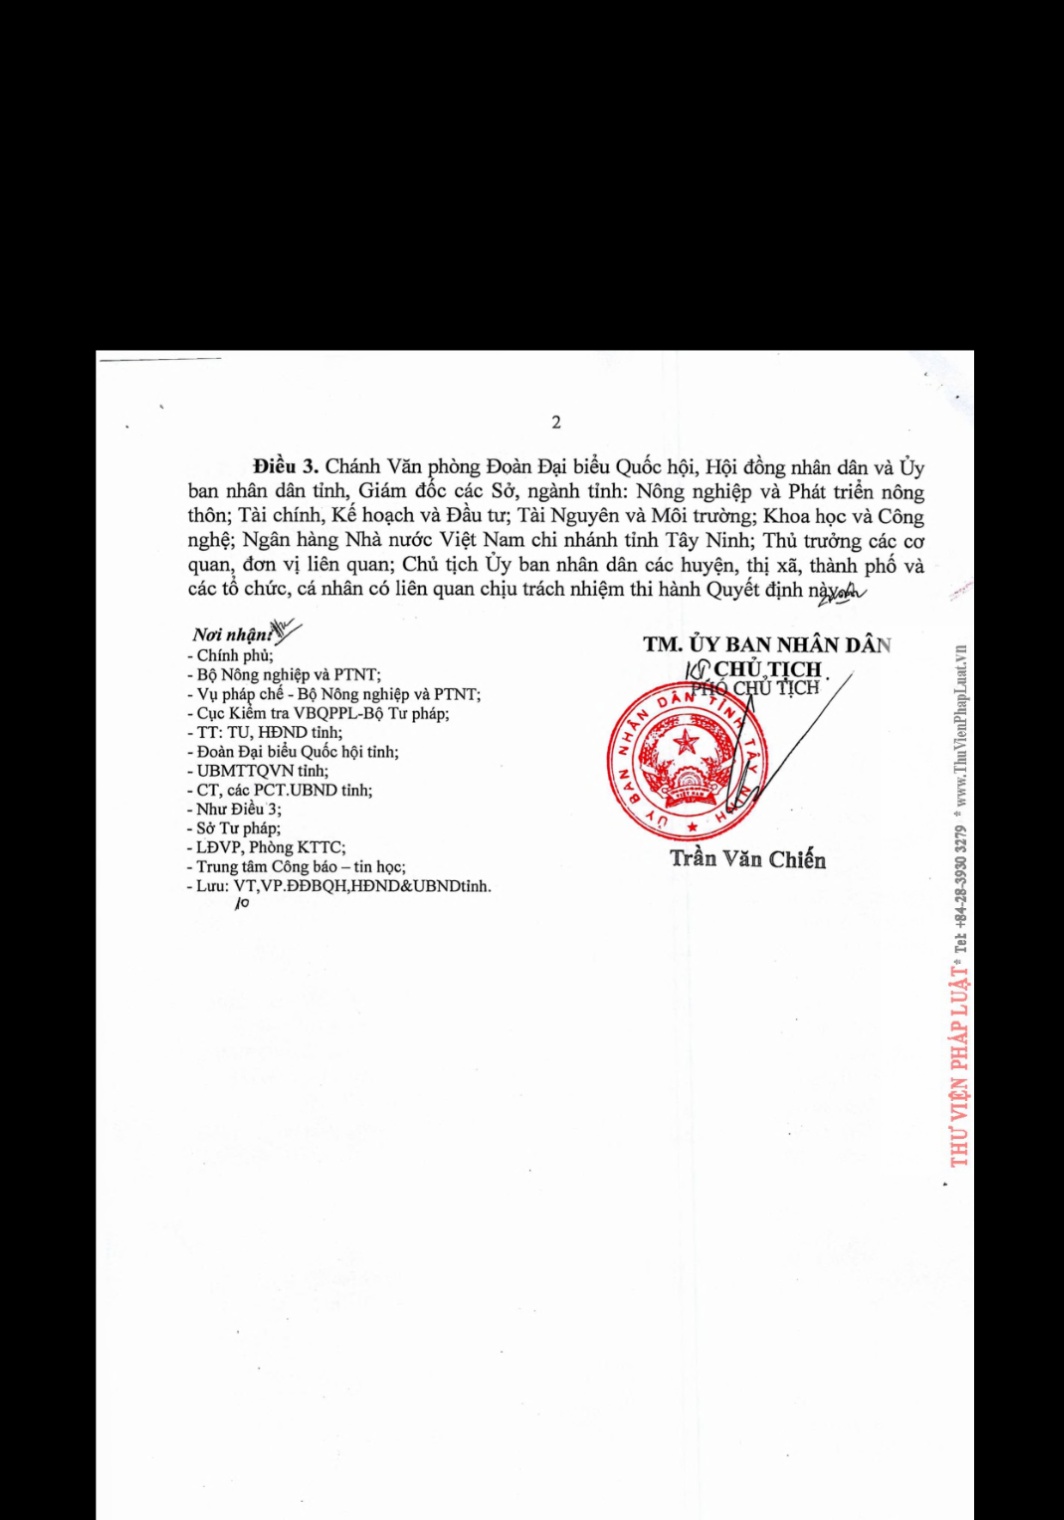 2
Điều 3. Chánh Văn phòng Đoàn Đại biểu Quốc hội, Hội đồng nhân dân và Ủy
ban nhân dân tỉnh, Giám đốc các Sở, ngành tỉnh: Nông nghiệp và Phát triển nông
thôn; Tài chính, Kế hoạch và Đầu tư; Tài Nguyên và Môi trường; Khoa học và Công
nghệ; Ngân hàng Nhà nước Việt Nam chi nhánh tỉnh Tây Ninh; Thủ trưởng các cơ
quan, đơn vị liên quan; Chủ tịch Ủy ban nhân dân các huyện, thị xã, thành phố và
các tổ chức, cá nhân có liên quan chịu trách nhiệm thi hành Quyết định này
Nơi nhận:
- Chính phủ;
- Bộ Nông nghiệp và PTNT;
- Vụ pháp chế - Bộ Nông nghiệp và PTNT;
- Cục Kiểm tra VBQPPL-Bộ Tư pháp;
- TT: TU, HĐND tỉnh;
- Đoàn Đại biểu Quốc hội tỉnh;
- UBMTTQVN tỉnh;
- CT, các PCT.UBND tỉnh;
- Như Điều 3;
- Sở Tư pháp;
- LĐVP, Phòng KTTC;
- Trung tâm Công báo – tin học;
- Lưu: VT,VP.ĐĐBQH,HĐND&UBNDtỉnh.
10
TM. ỦY BAN NHÂN DÂN
KT. CHỦ TỊCH
PHÓ CHỦ TỊCH
ỦY BAN NHÂN DÂN TỈNH TÂY NINH
Trần Văn Chiến
THƯ VIỆN PHÁP LUẬT * Tel: +84-28-3930 3279 * www.ThuVienPhapLuat.vn